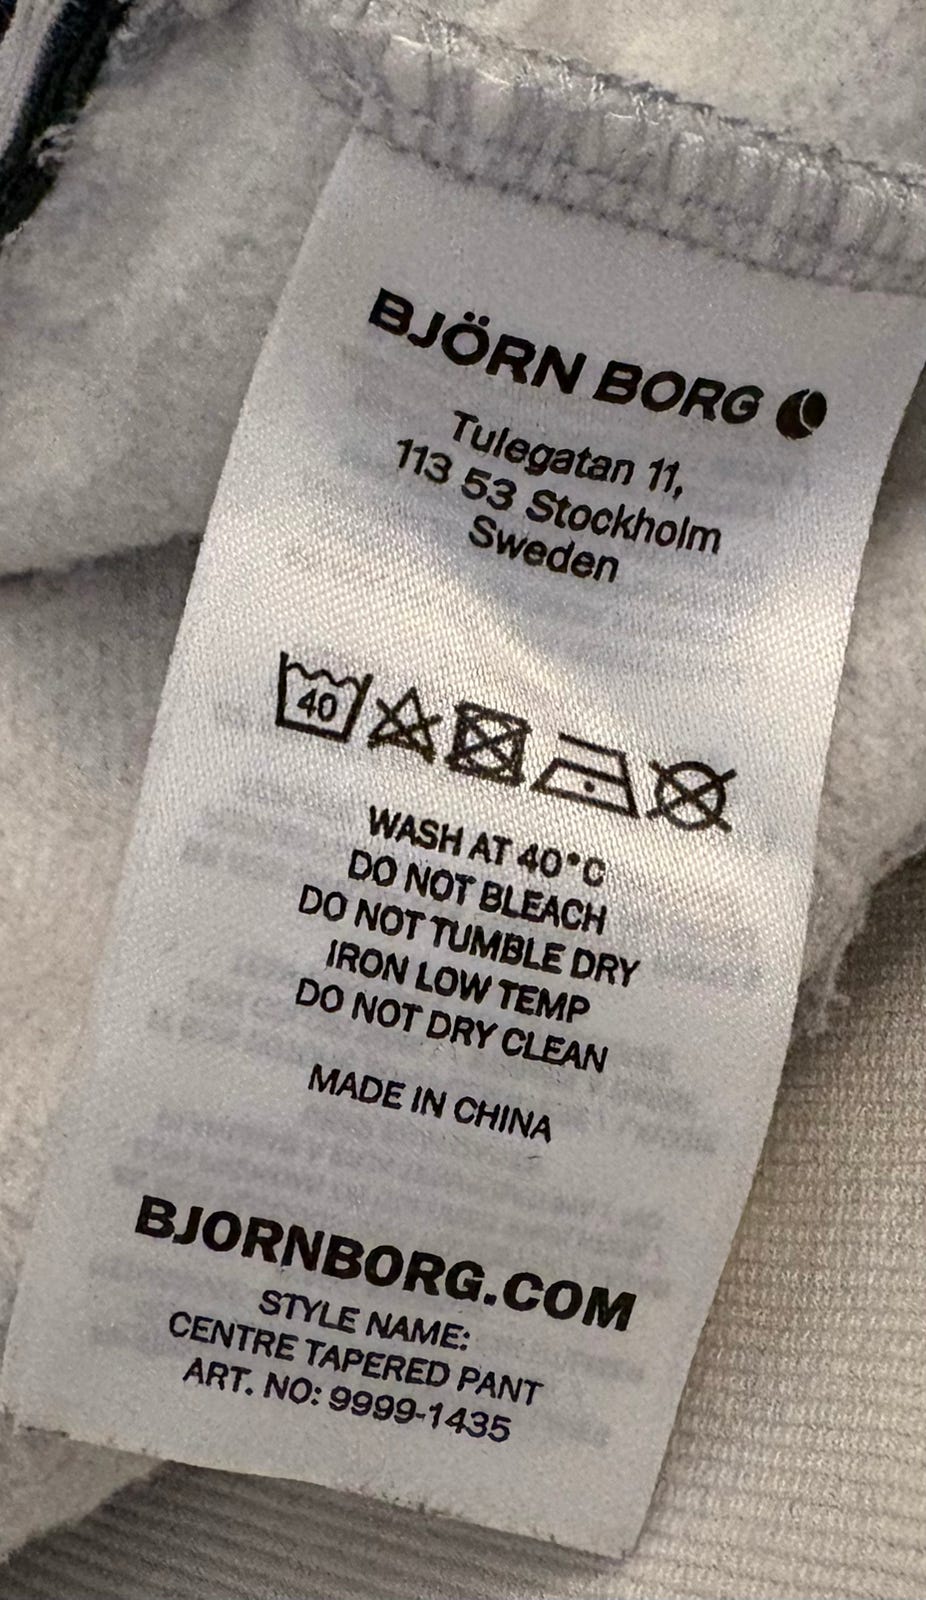 BJÖRN BORG
Tulegatan 11,
113 53 Stockholm
Sweden
40
WASH AT 40°C
DO NOT BLEACH
DO NOT TUMBLE DRY
IRON LOW TEMP
DO NOT DRY CLEAN
MADE IN CHINA
BJORNBORG.COM
STYLE NAME:
CENTRE TAPERED PANT
ART. NO: 9999-1435